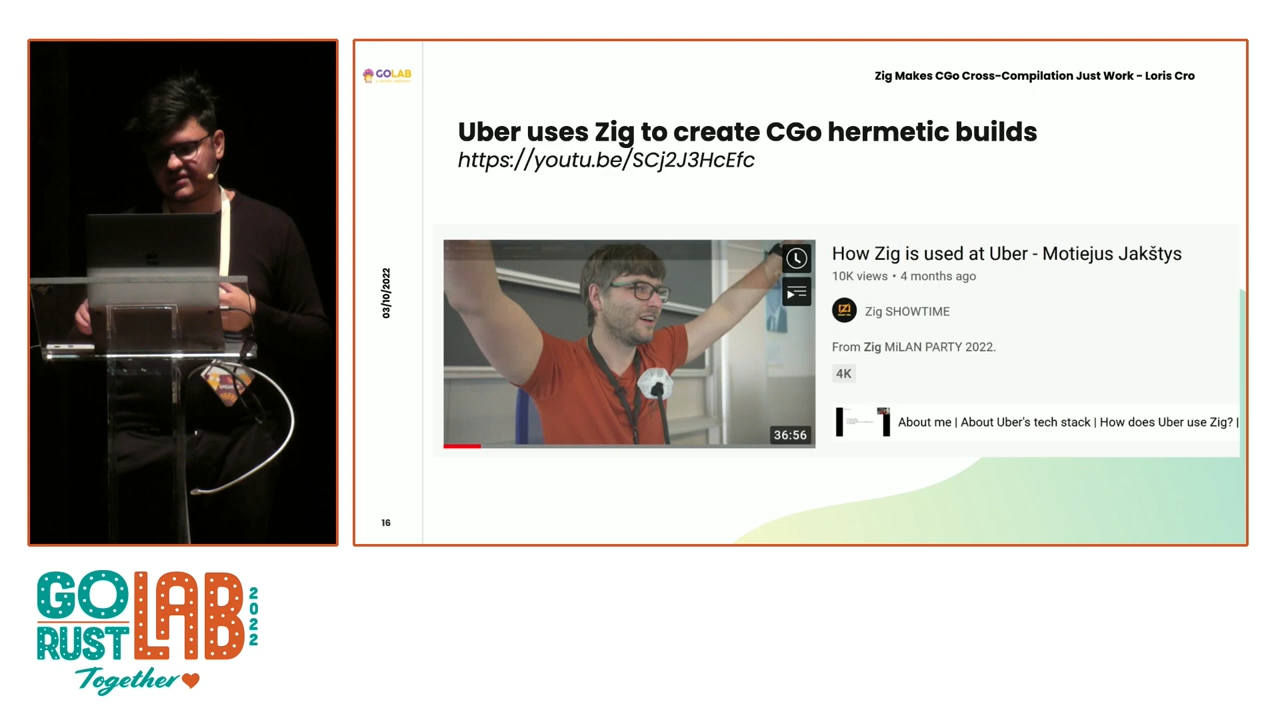 GOLAB
Zig Makes CGo Cross-Compilation Just Work - Loris Cro
Uber uses Zig to create CGo hermetic builds
https://youtu.be/SCj2J3HcEfc
03/10/2022
36:56
How Zig is used at Uber - Motiejus Jakštys
10K views • 4 months ago
Zig SHOWTIME
From Zig MiLAN PARTY 2022.
4K
About me | About Uber's tech stack | How does Uber use Zig? |
16
GO LAB 2022
RUST
Together